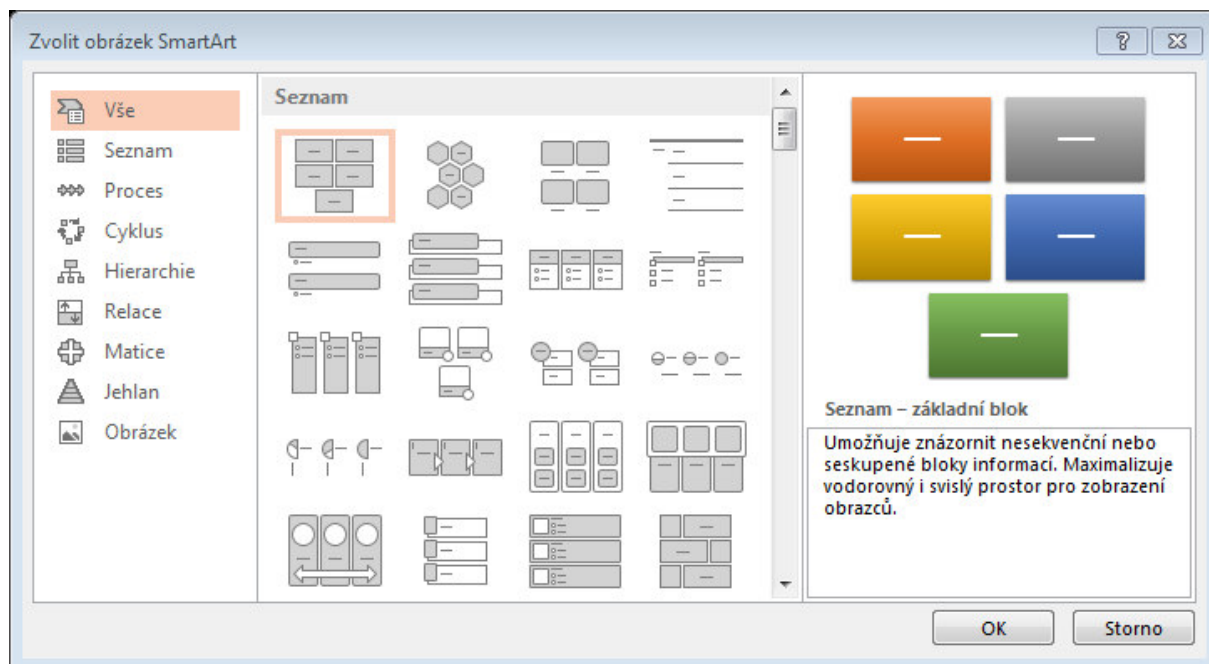 Zvolit obrázek SmartArt
Vše
Seznam
Proces
Cyklus
Hierarchie
Relace
Matice
Jehlan
Obrázek
Seznam
Seznam – základní blok
Umožňuje znázornit nesekvenční nebo
seskupené bloky informací. Maximalizuje
vodorovný i svislý prostor pro zobrazení
obrazců.
OK
Storno